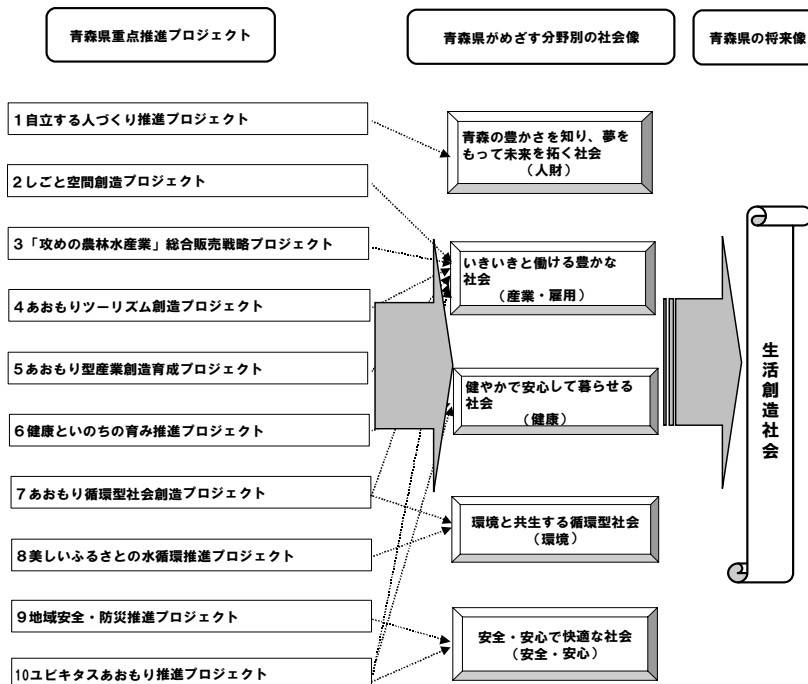 青森県重点推進プロジェクト
青森県がめざす分野別の社会像
青森県の将来像
1自立する人づくり推進プロジェクト
2しごと空間創造プロジェクト
3「攻めの農林水産業」総合販売戦略プロジェクト
4あおもりツーリズム創造プロジェクト
5あおもり型産業創造育成プロジェクト
6健康といのちの育み推進プロジェクト
7あおもり循環型社会創造プロジェクト
8美しいふるさとの水循環推進プロジェクト
9地域安全・防災推進プロジェクト
10ユビキタスあおもり推進プロジェクト
青森の豊かさを知り、夢を
もって未来を拓く社会
（人財）
いきいきと働ける豊かな
社会
（産業・雇用）
健やかで安心して暮らせる
社会
（健康）
環境と共生する循環型社会
（環境）
安全・安心で快適な社会
（安全・安心）
生活創造社会